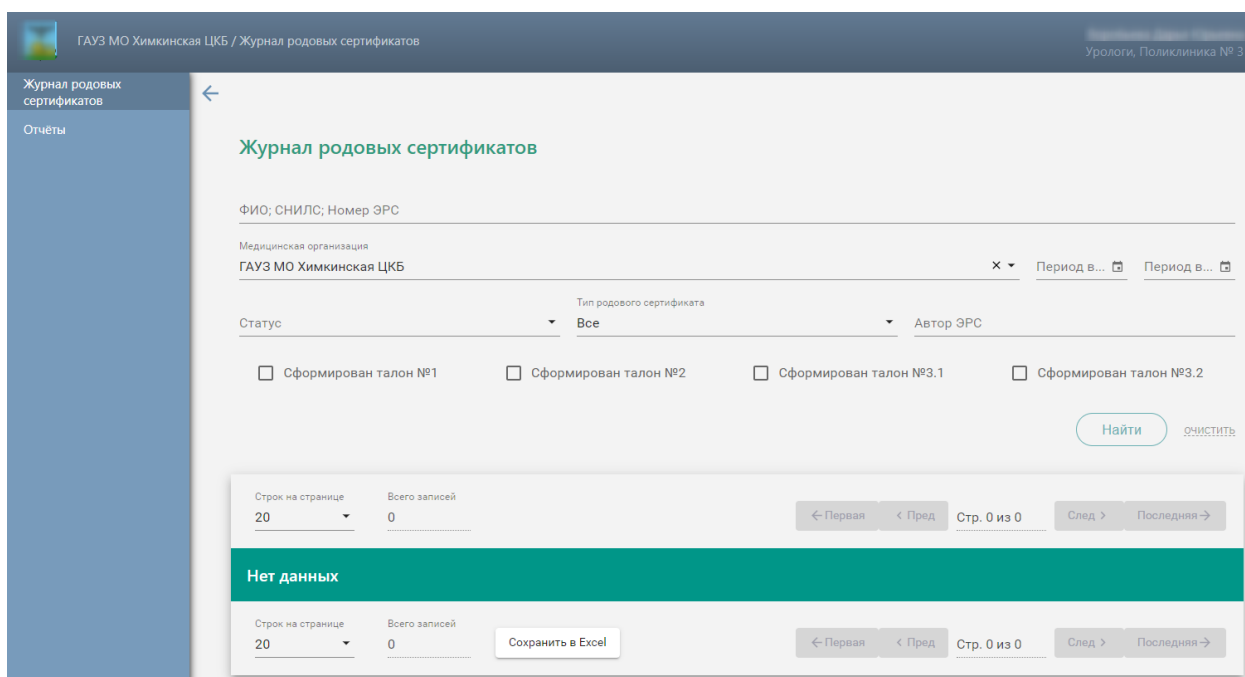 ГАУЗ МО Химкинская ЦКБ / Журнал родовых сертификатов
Урологи, Поликлиника № 3
Журнал родовых
сертификатов
Отчёты
Журнал родовых сертификатов
ФИО; СНИЛС; Номер ЭРС
Медицинская организация
ГАУЗ МО Химкинская ЦКБ
Период в... Период в...
Тип родового сертификата
Статус Все Автор ЭРС
Сформирован талон №1 Сформирован талон №2 Сформирован талон №3.1 Сформирован талон №3.2
Найти очистить
Строк на странице Всего записей
20 0 Первая Пред Стр. 0 из 0 След Последняя
Нет данных
Строк на странице Всего записей
20 0 Сохранить в Excel Первая Пред Стр. 0 из 0 След Последняя